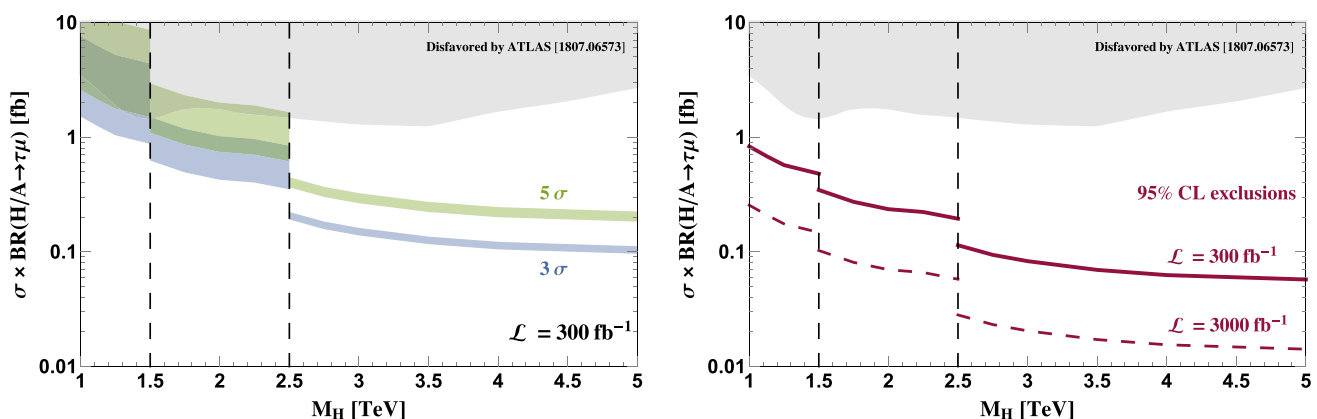 10
1
0.1
0.01
σ × BR(H/A→τμ) [fb]
Disfavored by ATLAS [1807.06573]
5 σ
3 σ
ℒ = 300 fb⁻¹
1 1.5 2 2.5 3 3.5 4 4.5 5
M_H [TeV]
10
1
0.1
0.01
σ × BR(H/A→τμ) [fb]
Disfavored by ATLAS [1807.06573]
95% CL exclusions
ℒ = 300 fb⁻¹
ℒ = 3000 fb⁻¹
1 1.5 2 2.5 3 3.5 4 4.5 5
M_H [TeV]